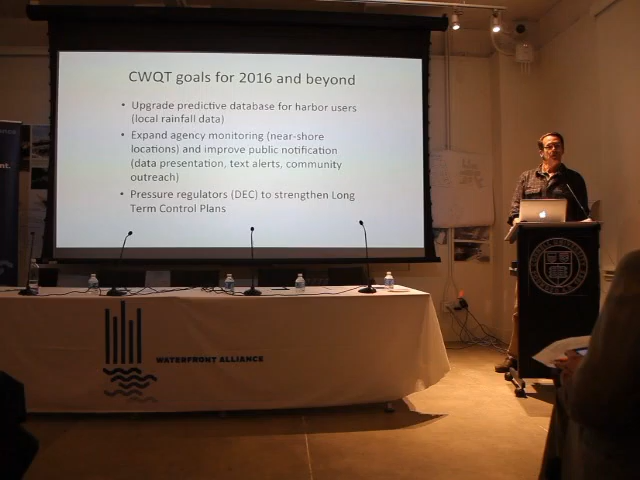 CWQT goals for 2016 and beyond
• Upgrade predictive database for harbor users
(local rainfall data)
• Expand agency monitoring (near-shore
locations) and improve public notification
(data presentation, text alerts, community
outreach)
• Pressure regulators (DEC) to strengthen Long
Term Control Plans
WATERFRONT ALLIANCE